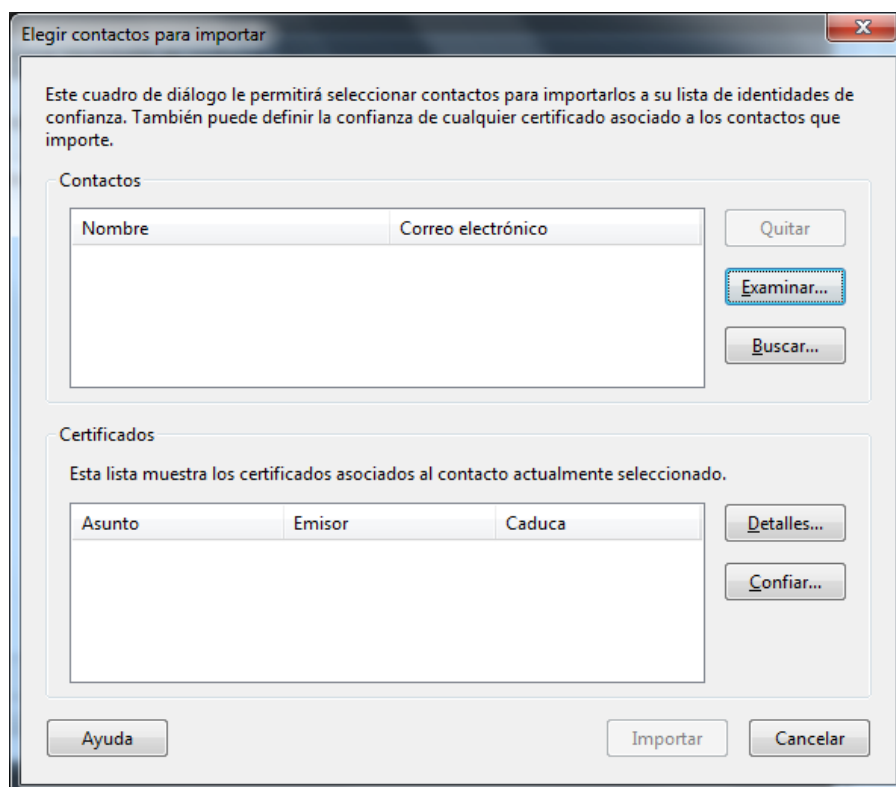 Elegir contactos para importar
Este cuadro de diálogo le permitirá seleccionar contactos para importarlos a su lista de identidades de
confianza. También puede definir la confianza de cualquier certificado asociado a los contactos que
importe.
Contactos
Nombre Correo electrónico
Quitar
Examinar...
Buscar...
Certificados
Esta lista muestra los certificados asociados al contacto actualmente seleccionado.
Asunto Emisor Caduca
Detalles...
Confiar...
Ayuda Importar Cancelar